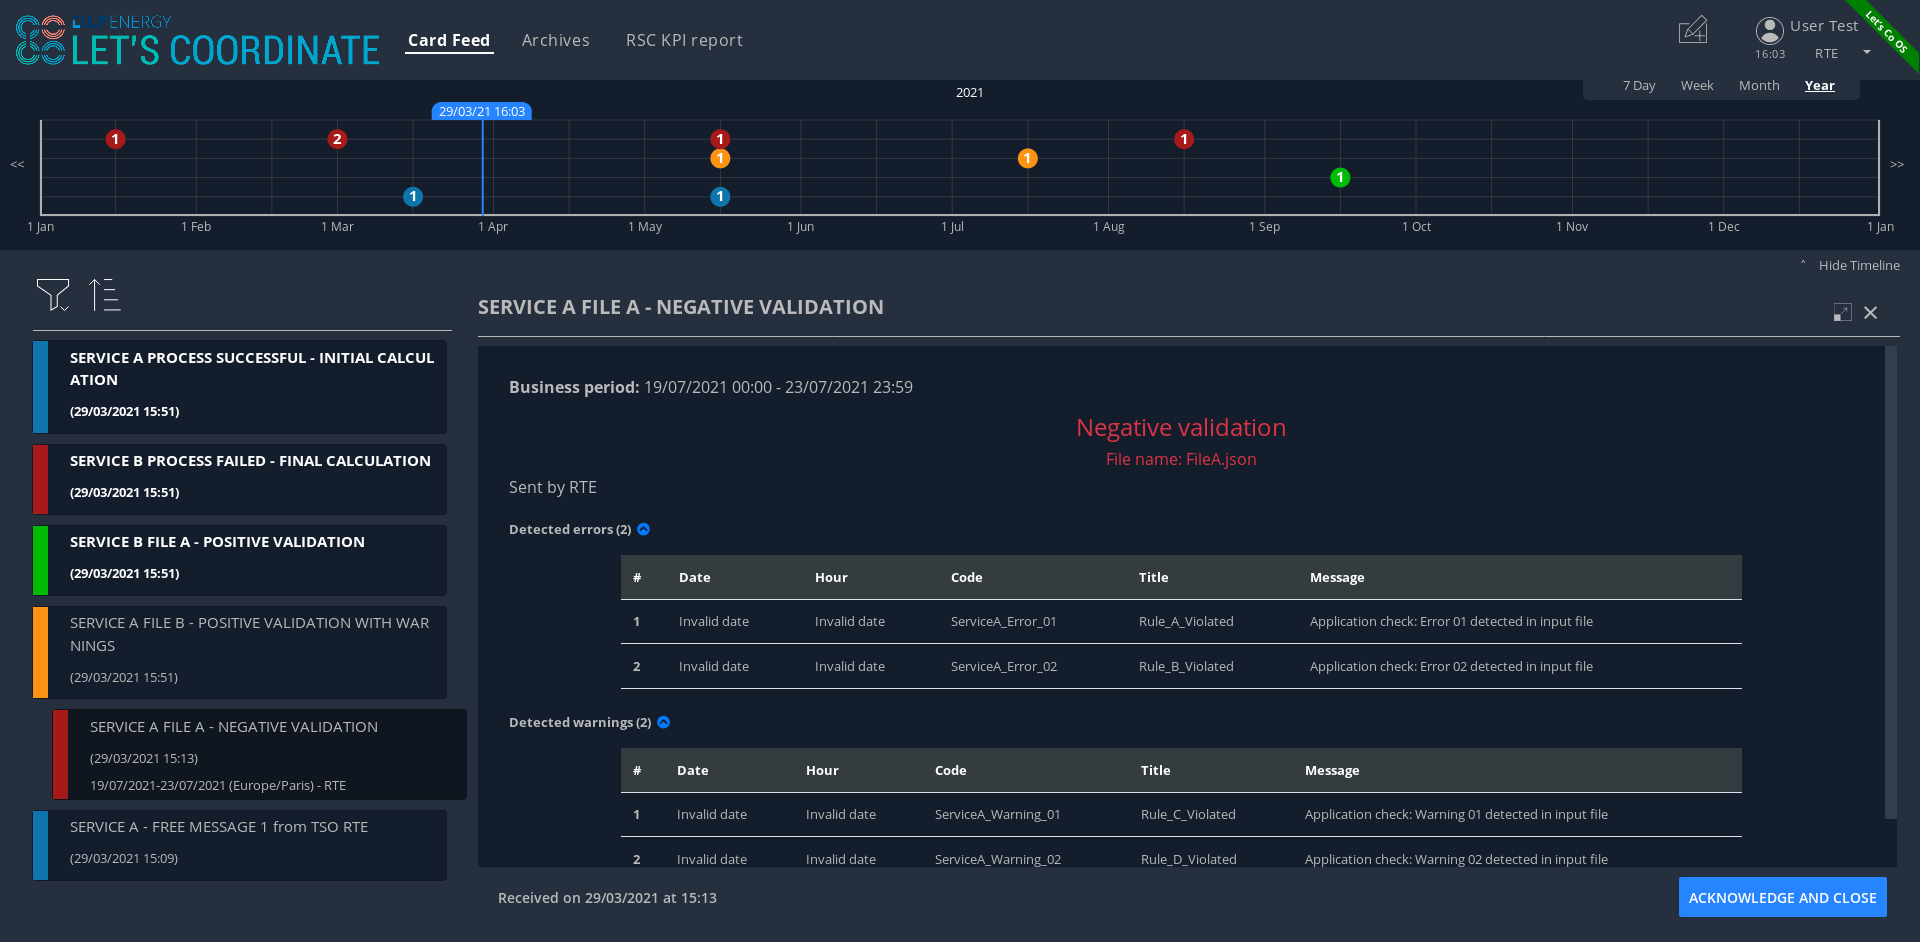 ENERGY
LET'S COORDINATE
Card Feed
Archives
RSC KPI report
16:03
User Test
RTE
Let's Co OS
7 Day
Week
Month
Year
2021
29/03/21 16:03
<<
1
2
1
1
1
1
1
1
1
>>
1 Jan
1 Feb
1 Mar
1 Apr
1 May
1 Jun
1 Jul
1 Aug
1 Sep
1 Oct
1 Nov
1 Dec
1 Jan
Hide Timeline
SERVICE A PROCESS SUCCESSFUL - INITIAL CALCUL
ATION
(29/03/2021 15:51)
SERVICE B PROCESS FAILED - FINAL CALCULATION
(29/03/2021 15:51)
SERVICE B FILE A - POSITIVE VALIDATION
(29/03/2021 15:51)
SERVICE A FILE B - POSITIVE VALIDATION WITH WAR
NINGS
(29/03/2021 15:51)
SERVICE A FILE A - NEGATIVE VALIDATION
(29/03/2021 15:13)
19/07/2021-23/07/2021 (Europe/Paris) - RTE
SERVICE A - FREE MESSAGE 1 from TSO RTE
(29/03/2021 15:09)
SERVICE A FILE A - NEGATIVE VALIDATION
Business period: 19/07/2021 00:00 - 23/07/2021 23:59
Negative validation
File name: FileA.json
Sent by RTE
Detected errors (2)
# Date Hour Code Title Message
1 Invalid date Invalid date ServiceA_Error_01 Rule_A_Violated Application check: Error 01 detected in input file
2 Invalid date Invalid date ServiceA_Error_02 Rule_B_Violated Application check: Error 02 detected in input file
Detected warnings (2)
# Date Hour Code Title Message
1 Invalid date Invalid date ServiceA_Warning_01 Rule_C_Violated Application check: Warning 01 detected in input file
2 Invalid date Invalid date ServiceA_Warning_02 Rule_D_Violated Application check: Warning 02 detected in input file
Received on 29/03/2021 at 15:13
ACKNOWLEDGE AND CLOSE